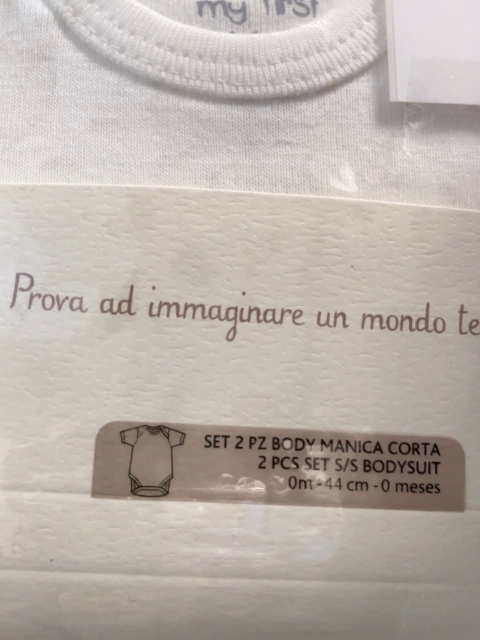 my first
Prova ad immaginare un mondo te
SET 2 PZ BODY MANICA CORTA
2 PCS SET S/S BODYSUIT
0m - 44 cm - 0 meses